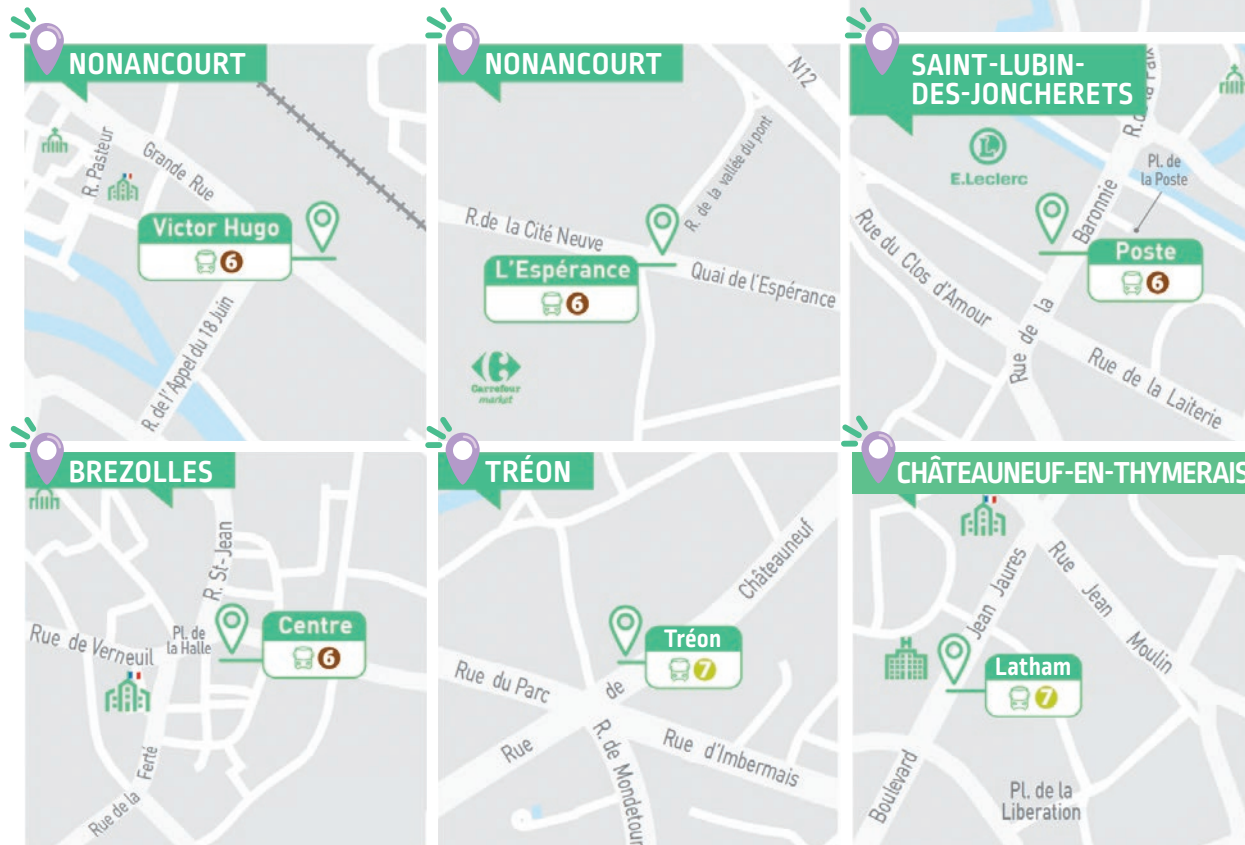 NONANCOURT
R. Pasteur
Grande Rue
Victor Hugo
6
R. de l'Appel du 18 Juin
NONANCOURT
N12
R. de la vallée du pont
R.de la Cité Neuve
L'Espérance
6
Quai de l'Espérance
Carrefour
market
SAINT-LUBIN-
DES-JONCHERETS
L
E.Leclerc
Pl. de
la Poste
Rue du Clos d'Amour
Poste
6
Rue de la Baronnie
Rue de la Laiterie
BREZOLLES
R. St-Jean
Rue de Verneuil
Pl. de
la Halle
Centre
6
Rue de la Ferté
TRÉON
Tréon
7
Rue du Parc
Rue de Châteauneuf
R. de Mondetour
Rue d'Imbermais
CHÂTEAUNEUF-EN-THYMERAIS
Boulevard Jean Jaures
Rue Jean Moulin
H
Latham
7
Pl. de la
Liberation